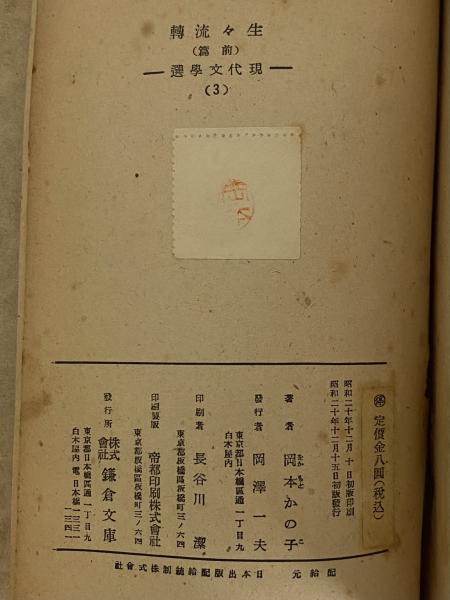 生々流轉
(前篇)
—現代文學選—
(3)
定價金八圓(税込)
昭和二十年十二月十日初版印刷
昭和二十年十二月十五日初版發行
著者 岡本かの子
發行者 岡澤一夫
東京都日本橋區通一丁目九
白木屋内
印刷者 長谷川潔
東京都板橋區板橋町三ノ六四
印刷製版 帝都印刷株式會社
東京都板橋區板橋町三ノ六四
發行所 株式會社 鎌倉文庫
東京都日本橋區通一丁目九
白木屋内 電日本橋
配給元 日本出版配給統制株式會社